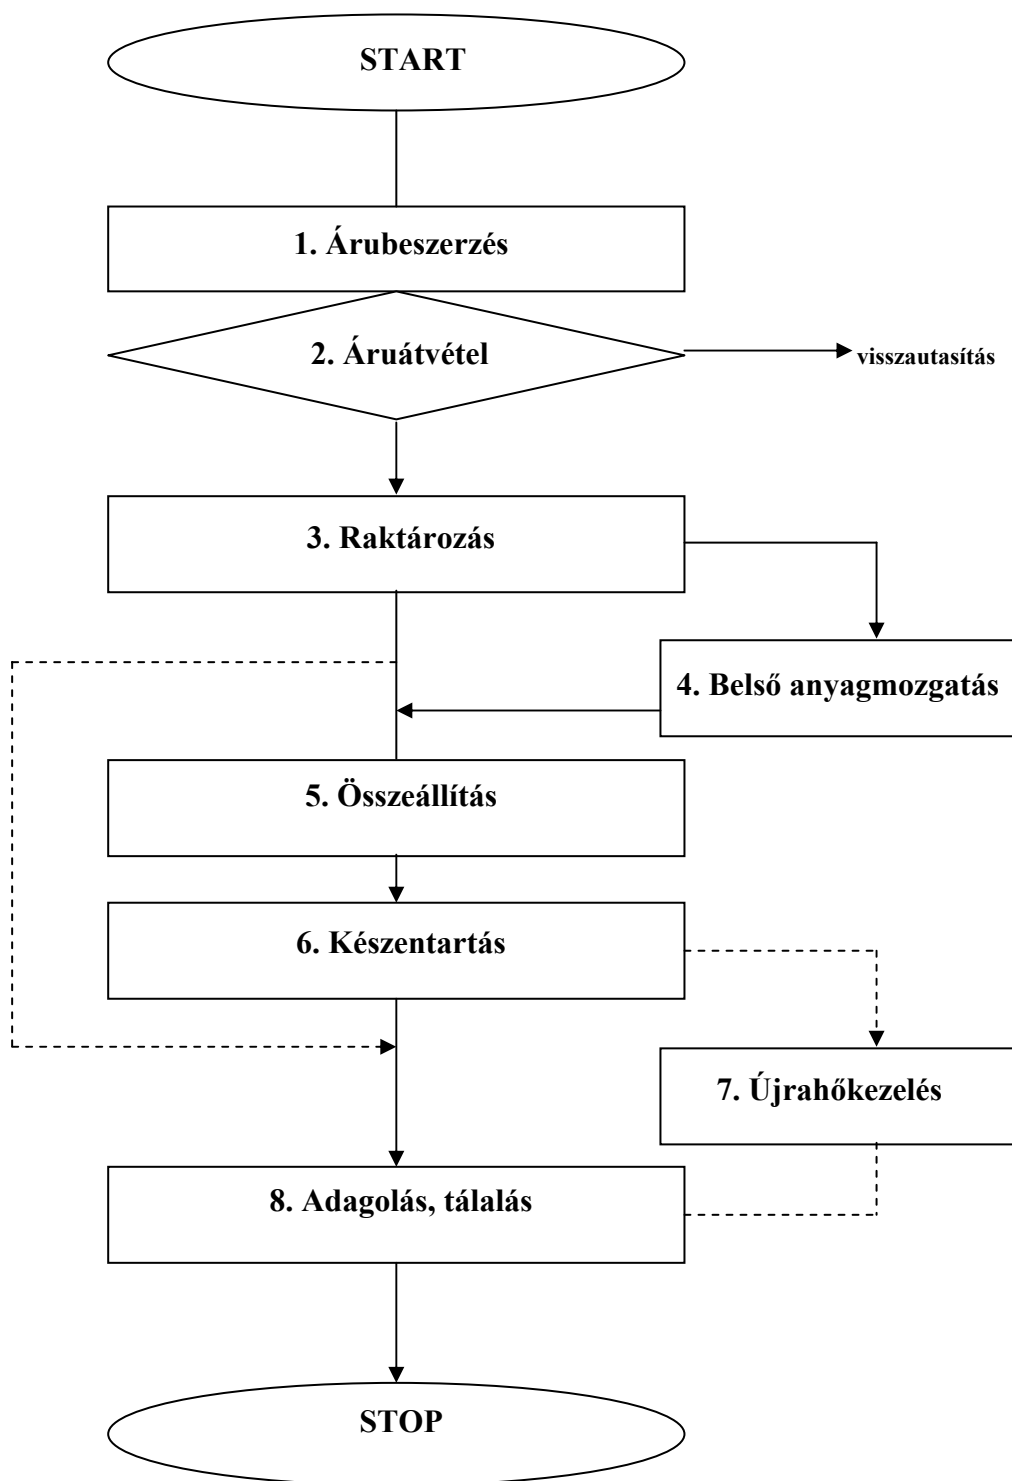 START
1. Árubeszerzés
2. Áruátvétel
visszautasítás
3. Raktározás
4. Belső anyagmozgatás
5. Összeállítás
6. Készentartás
7. Újrahőkezelés
8. Adagolás, tálalás
STOP